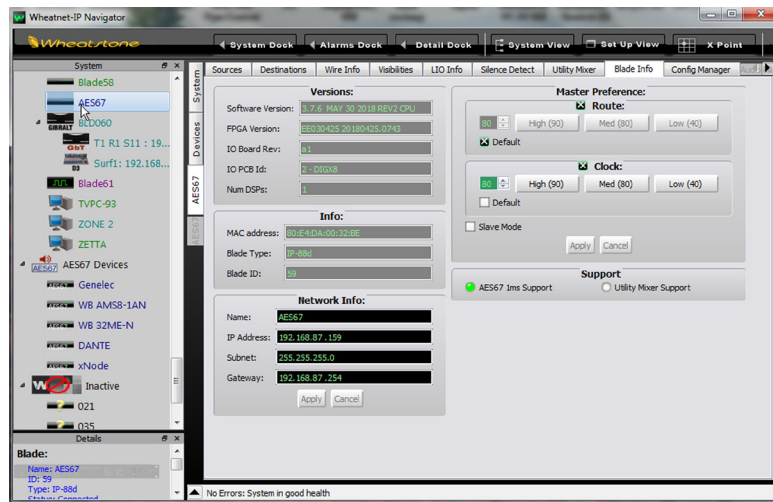 Wheatnet-IP Navigator
Wheatstone
System Dock
Alarms Dock
Detail Dock
System View
Set Up View
X Point
System
Blade58
AES67
BLD060
GIBRALT
T1 R1 S11 : 19...
GbT
Surf1: 192.168...
D3
Blade61
TVPC-93
ZONE 2
ZETTA
AES67 Devices
AES67
Genelec
WB AMS8-1AN
WB 32ME-N
DANTE
xNode
Inactive
021
035
Details
Blade:
Name: AES67
ID: 59
Type: IP-88d
Status: Connected
System
Devices
AES67
AES67
Sources
Destinations
Wire Info
Visibilities
LIO Info
Silence Detect
Utility Mixer
Blade Info
Config Manager
Versions:
Software Version: 3.7.6 MAY 30 2018 REV2 CPU
FPGA Version: EE030425 20180425.0743
IO Board Rev: a1
IO PCB Id: 2 - DIGX8
Num DSPs: 1
Info:
MAC address: 80:E4:DA:00:32:BE
Blade Type: IP-88d
Blade ID: 59
Network Info:
Name: AES67
IP Address: 192.168.87.159
Subnet: 255.255.255.0
Gateway: 192.168.87.254
Apply Cancel
Master Preference:
Route:
80 High (90) Med (80) Low (40)
Default
Clock:
80 High (90) Med (80) Low (40)
Default
Slave Mode
Apply Cancel
Support
AES67 1ms Support
Utility Mixer Support
No Errors: System in good health